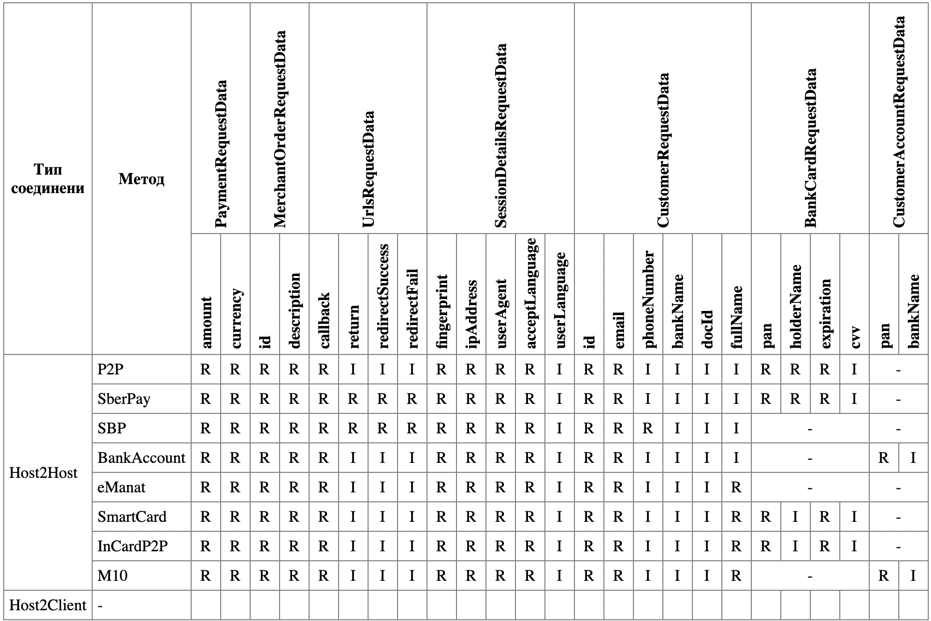 Тип соединени Метод PaymentRequestData MerchantOrderRequestData UrlsRequestData SessionDetailsRequestData CustomerRequestData BankCardRequestData CustomerAccountRequestData
amount currency id description callback return redirectSuccess redirectFail fingerprint ipAddress userAgent acceptLanguage userLanguage id email phoneNumber bankName docId fullName pan holderName expiration cvv pan bankName
Host2Host
P2P R R R R R I I I R R R R I R R I I I I R R R I -
SberPay R R R R R R R R R R R R I R R I I I I R R R I -
SBP R R R R R R R R R R R R I R R R I I I - -
BankAccount R R R R R I I I R R R R I R R I I I I - R I
eManat R R R R R I I I R R R R I R R I I I R - -
SmartCard R R R R R I I I R R R R I R R I I I R R I R I -
InCardP2P R R R R R I I I R R R R I R R I I I R R I R I -
M10 R R R R R I I I R R R R I R R I I I R - R I
Host2Client -